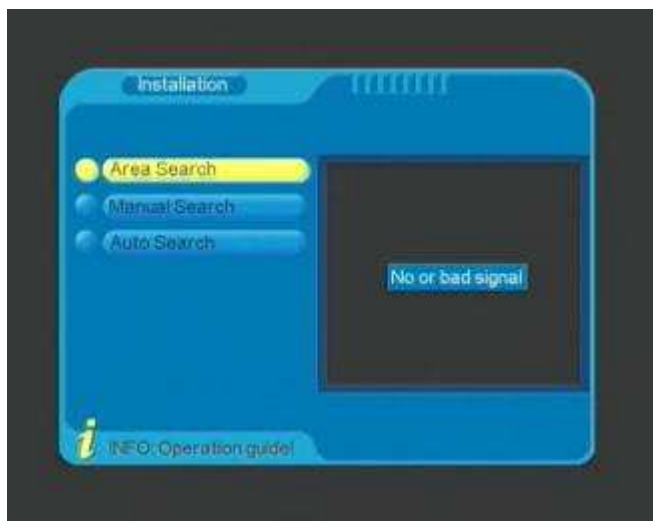 Installation
Area Search
Manual Search
Auto Search
No or bad signal
INFO: Operation guide!